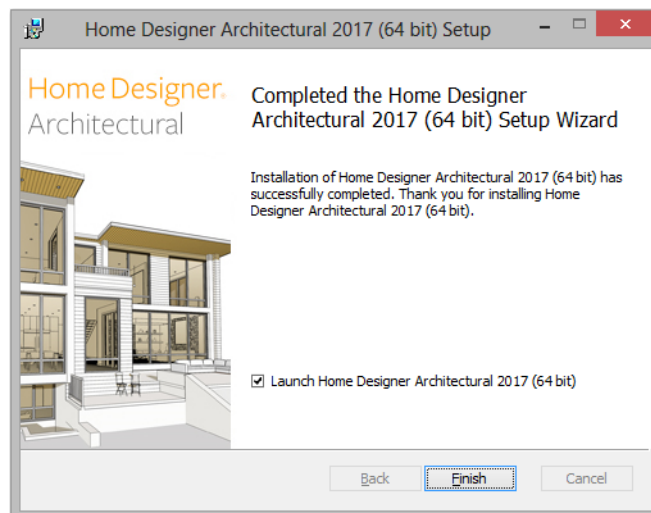 Home Designer Architectural 2017 (64 bit) Setup
Home Designer®
Architectural
Completed the Home Designer
Architectural 2017 (64 bit) Setup Wizard
Installation of Home Designer Architectural 2017 (64 bit) has
successfully completed. Thank you for installing Home
Designer Architectural 2017 (64 bit).
Launch Home Designer Architectural 2017 (64 bit)
Back
Finish
Cancel